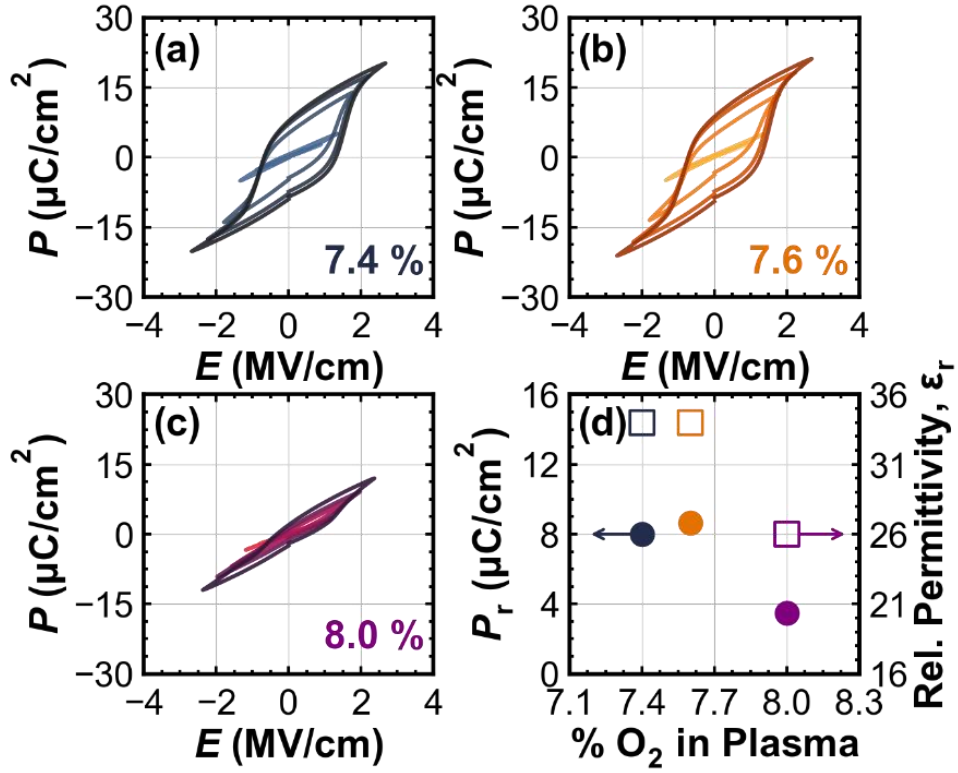 (a)
P (µC/cm²)
30
15
0
−15
−30
7.4 %
−4 −2 0 2 4
E (MV/cm)
(b)
P (µC/cm²)
30
15
0
−15
−30
7.6 %
−4 −2 0 2 4
E (MV/cm)
(c)
P (µC/cm²)
30
15
0
−15
−30
8.0 %
−4 −2 0 2 4
E (MV/cm)
(d)
Pᵣ (µC/cm²)
16
12
8
4
0
7.1 7.4 7.7 8.0 8.3
% O₂ in Plasma
36
31
26
21
16
Rel. Permittivity, εᵣ